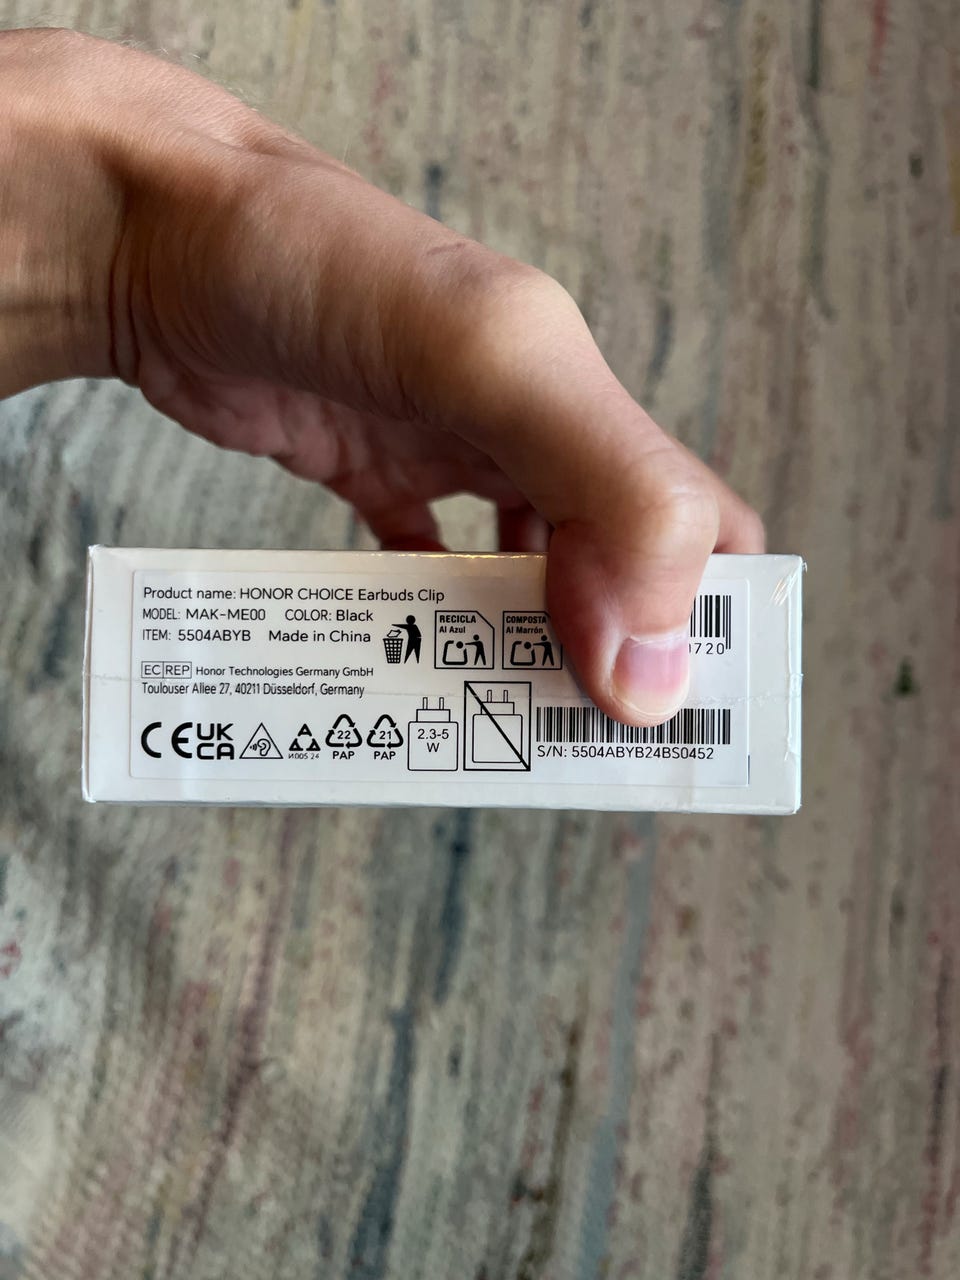 Product name: HONOR CHOICE Earbuds Clip
MODEL: MAK-ME00 COLOR: Black
ITEM: 5504ABYB Made in China
RECICLA
Al Azul
COMPOSTA
Al Marrón
0720
EC REP Honor Technologies Germany GmbH
Toulouser Allee 27, 40211 Düsseldorf, Germany
CE UK
CA
22
PAP
21
PAP
2.3-5
W
S/N: 5504ABYB24BS0452